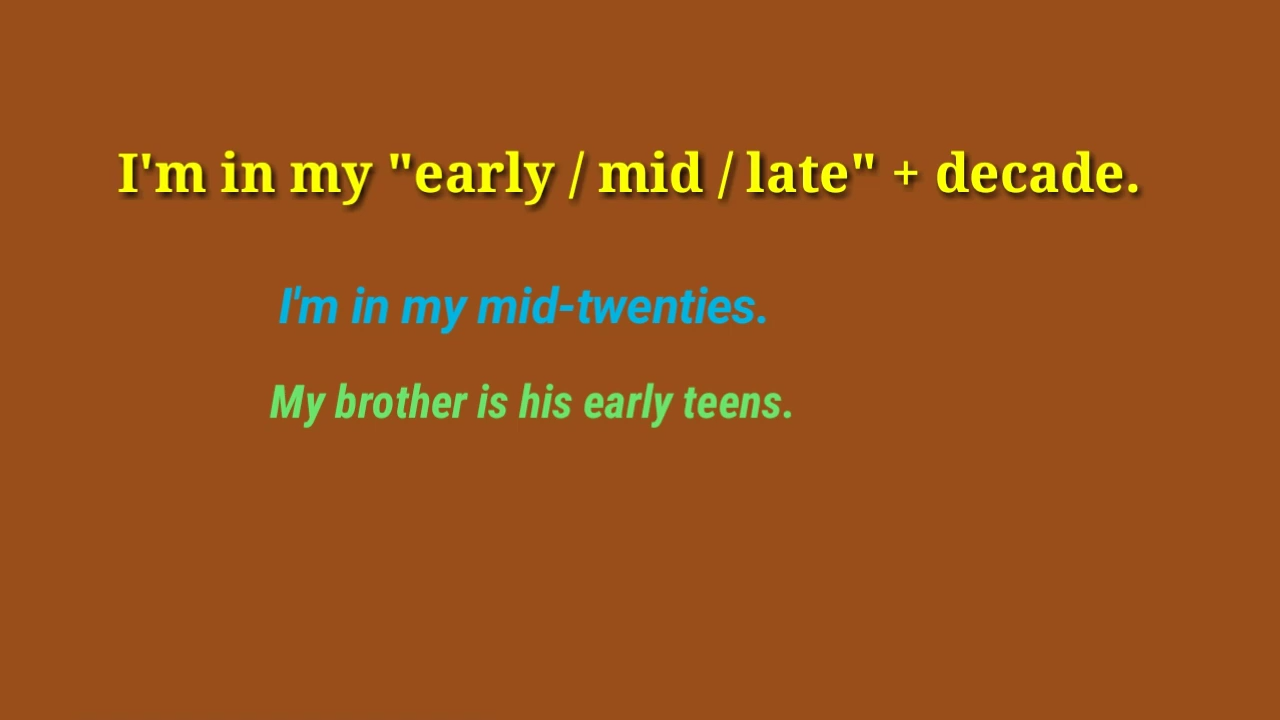 I'm in my "early / mid / late" + decade.
I'm in my mid-twenties.
My brother is his early teens.